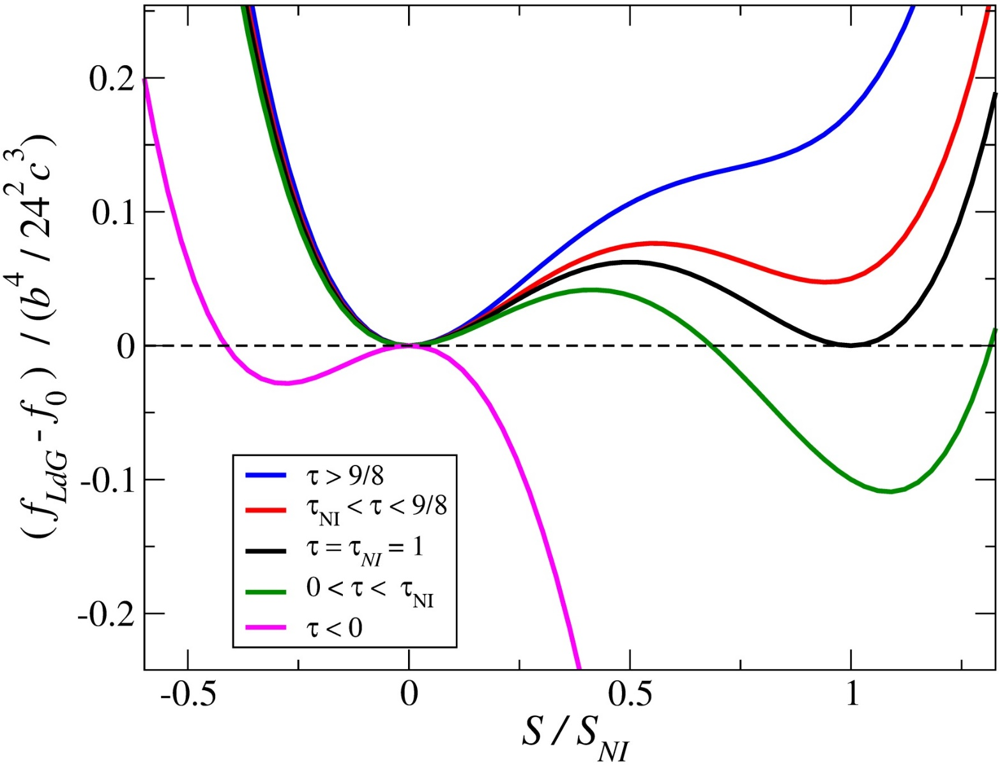 ( f_LdG - f_0 ) / (b^4 / 24^2 c^3 )
0.2
0.1
0
-0.1
-0.2
τ > 9/8
τ_NI < τ < 9/8
τ = τ_NI = 1
0 < τ < τ_NI
τ < 0
-0.5 0 0.5 1
S / S_NI